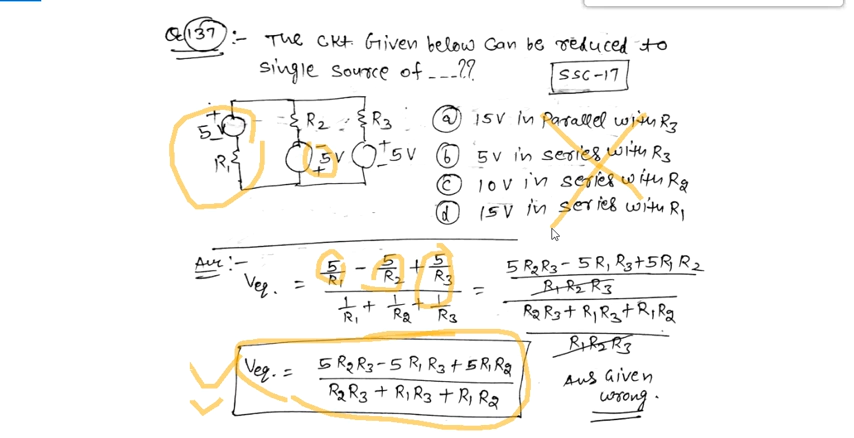 Q.137 :- The Ckt. Given below Can be reduced to
Single Source of ---??
SSC-17
+ 5V -
R1
R2
- 5V +
R3
+ 5V -
(a) 15V in Parallel with R3
(b) 5V in series with R3
(c) 10V in series with R2
(d) 15V in series with R1
Ans:-
Veq. = (5/R1 - 5/R2 + 5/R3) / (1/R1 + 1/R2 + 1/R3) = ((5R2R3 - 5R1R3 + 5R1R2) / R1R2R3) / ((R2R3 + R1R3 + R1R2) / R1R2R3)
Veq. = (5R2R3 - 5R1R3 + 5R1R2) / (R2R3 + R1R3 + R1R2)
Ans Given
wrong.